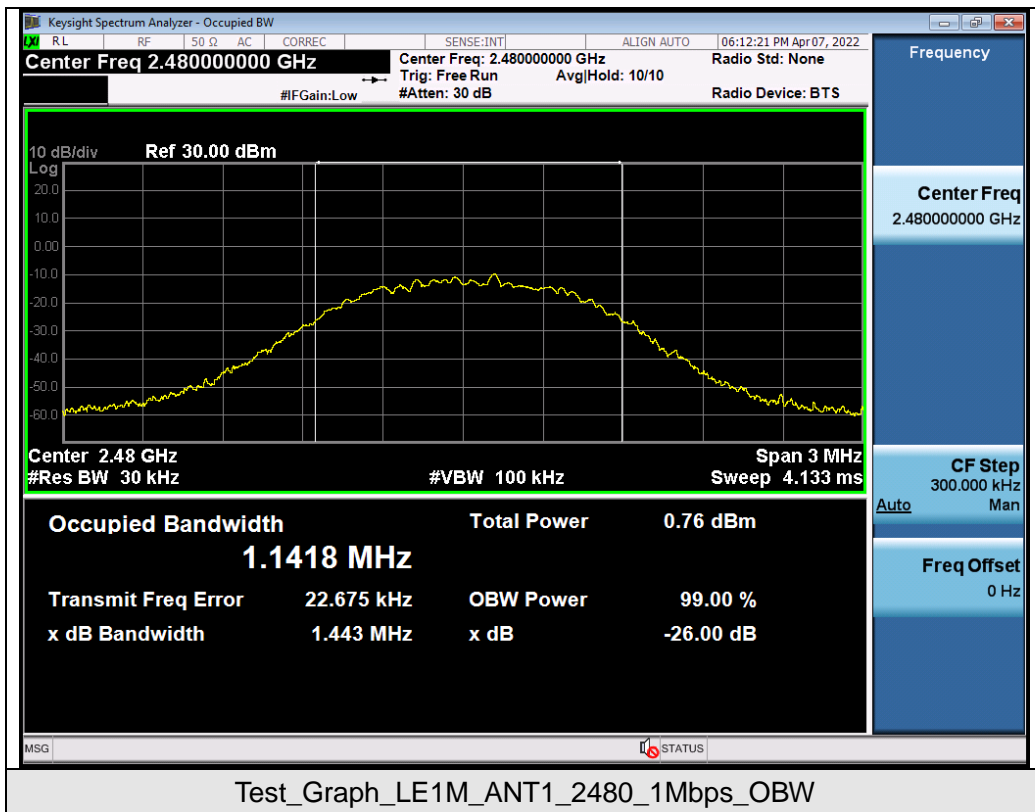 Keysight Spectrum Analyzer - Occupied BW
LXI RL RF 50 Ω AC CORREC SENSE:INT ALIGN AUTO 06:12:21 PM Apr 07, 2022
Center Freq 2.480000000 GHz
Center Freq: 2.480000000 GHz
Radio Std: None
Trig: Free Run Avg|Hold: 10/10
#IFGain:Low
#Atten: 30 dB
Radio Device: BTS
10 dB/div Ref 30.00 dBm
Log
20.0
10.0
0.00
-10.0
-20.0
-30.0
-40.0
-50.0
-60.0
Center 2.48 GHz Span 3 MHz
#Res BW 30 kHz #VBW 100 kHz Sweep 4.133 ms
Occupied Bandwidth Total Power 0.76 dBm
1.1418 MHz
Transmit Freq Error 22.675 kHz OBW Power 99.00 %
x dB Bandwidth 1.443 MHz x dB -26.00 dB
Frequency
Center Freq
2.480000000 GHz
CF Step
300.000 kHz
Auto Man
Freq Offset
0 Hz
MSG STATUS
Test_Graph_LE1M_ANT1_2480_1Mbps_OBW